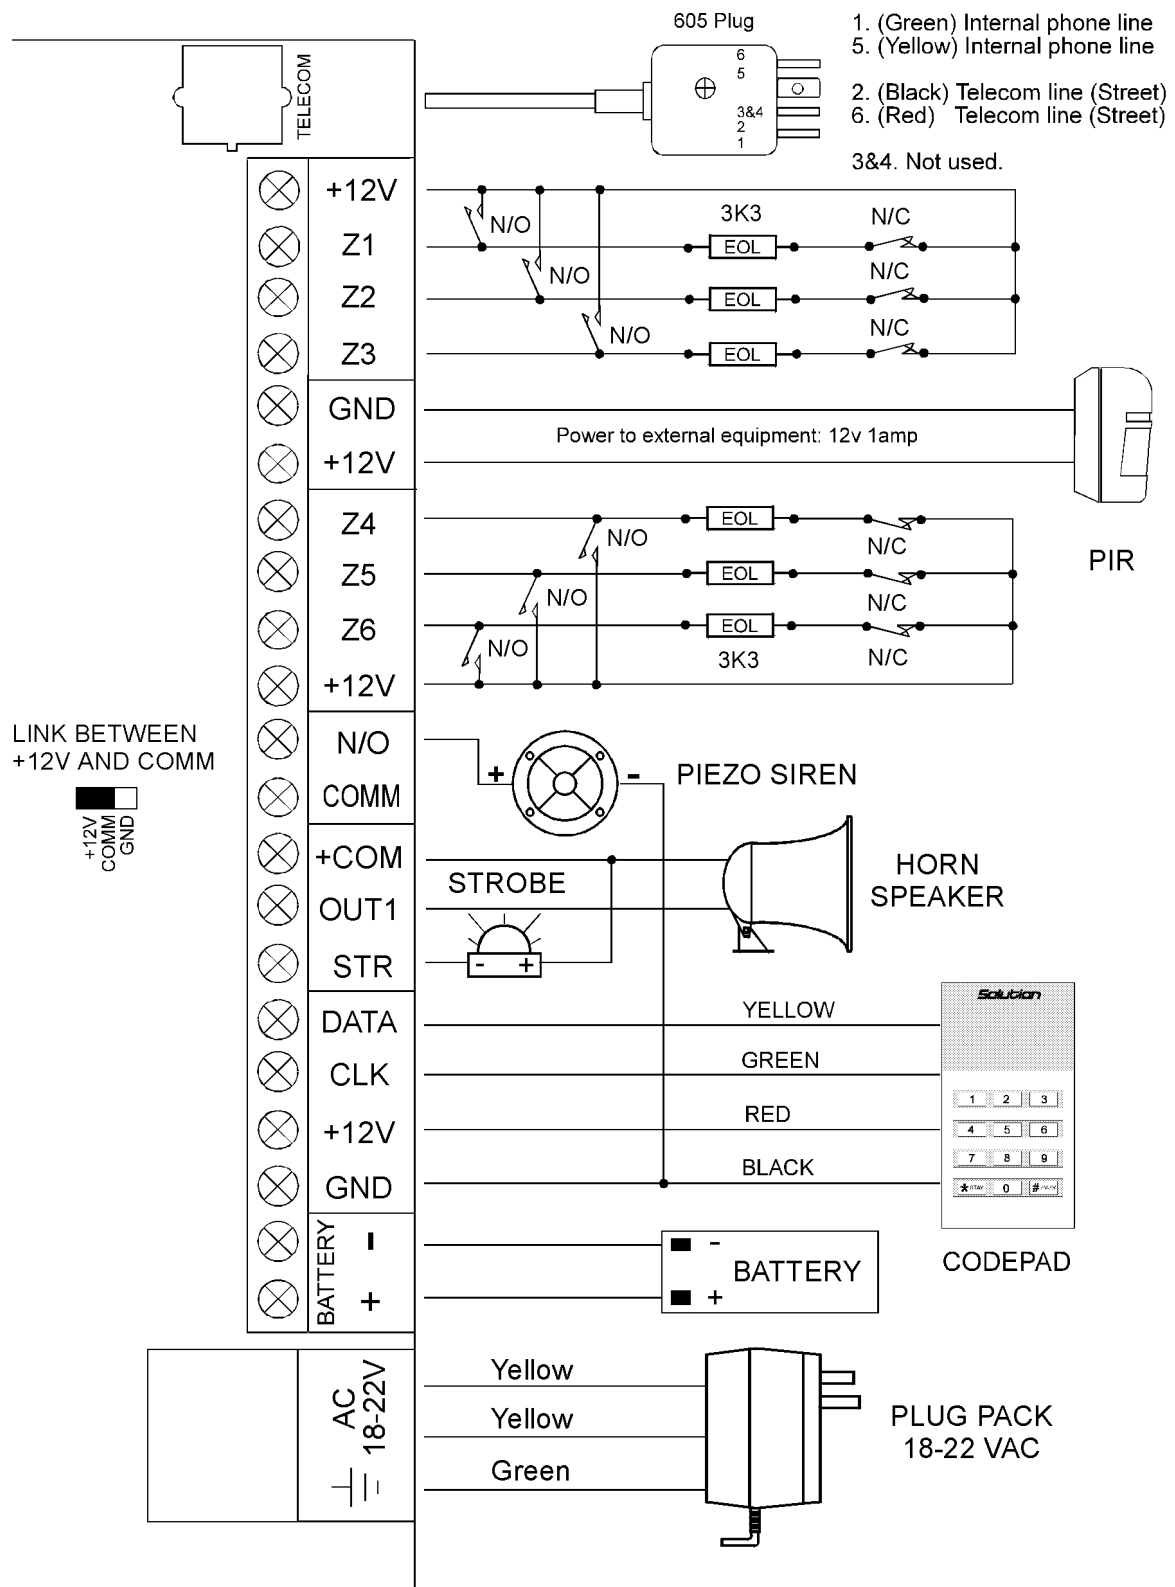 605 Plug
1. (Green) Internal phone line
5. (Yellow) Internal phone line
2. (Black) Telecom line (Street)
6. (Red) Telecom line (Street)
3&4. Not used.
6
5
3&4
2
1
TELECOM
+12V
Z1
Z2
Z3
GND
+12V
Z4
Z5
Z6
+12V
N/O
COMM
+COM
OUT1
STR
DATA
CLK
+12V
GND
BATTERY
-
+
AC
18-22V
N/O
N/O
N/O
3K3
EOL
EOL
EOL
N/C
N/C
N/C
Power to external equipment: 12v 1amp
PIR
EOL
EOL
EOL
3K3
N/O
N/O
N/O
N/C
N/C
N/C
LINK BETWEEN
+12V AND COMM
+12V
COMM
GND
+
-
PIEZO SIREN
STROBE
- +
HORN
SPEAKER
YELLOW
GREEN
RED
BLACK
Solution
1 2 3
4 5 6
7 8 9
* STAY 0 #
CODEPAD
-
BATTERY
+
Yellow
Yellow
Green
PLUG PACK
18-22 VAC